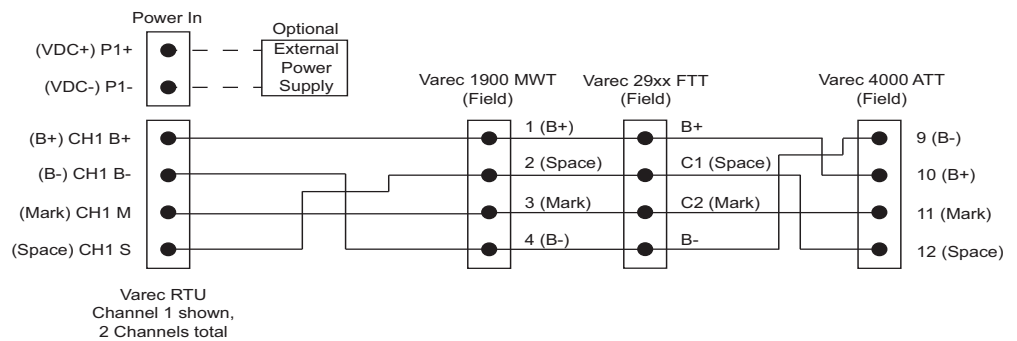 Power In
(VDC+) P1+
(VDC-) P1-
Optional
External
Power
Supply
Varec 1900 MWT
(Field)
Varec 29xx FTT
(Field)
Varec 4000 ATT
(Field)
(B+) CH1 B+
(B-) CH1 B-
(Mark) CH1 M
(Space) CH1 S
1 (B+)
2 (Space)
3 (Mark)
4 (B-)
B+
C1 (Space)
C2 (Mark)
B-
9 (B-)
10 (B+)
11 (Mark)
12 (Space)
Varec RTU
Channel 1 shown,
2 Channels total